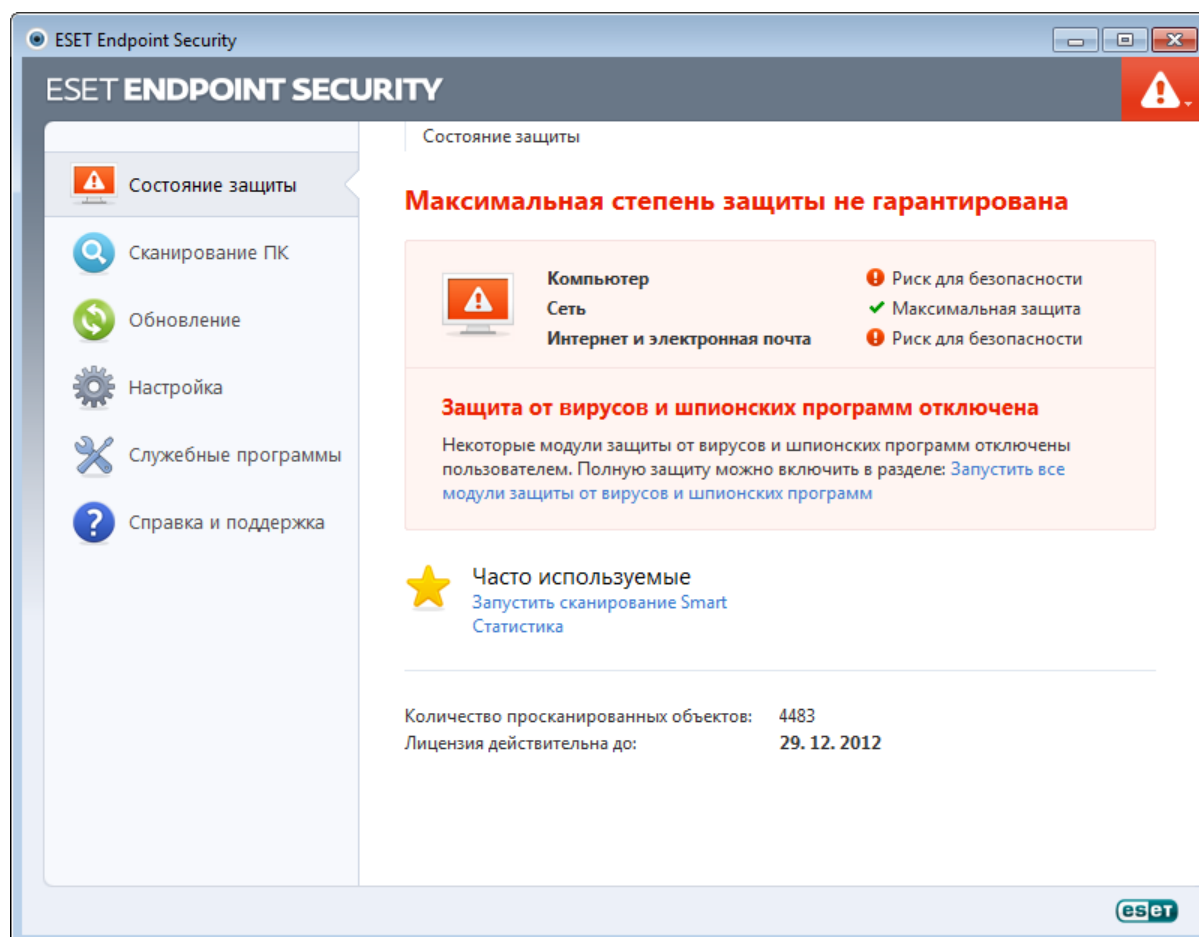 ESET Endpoint Security
ESET ENDPOINT SECURITY
Состояние защиты
Сканирование ПК
Обновление
Настройка
Служебные программы
Справка и поддержка
Состояние защиты
Максимальная степень защиты не гарантирована
Компьютер Риск для безопасности
Сеть Максимальная защита
Интернет и электронная почта Риск для безопасности
Защита от вирусов и шпионских программ отключена
Некоторые модули защиты от вирусов и шпионских программ отключены
пользователем. Полную защиту можно включить в разделе: Запустить все
модули защиты от вирусов и шпионских программ
Часто используемые
Запустить сканирование Smart
Статистика
Количество просканированных объектов: 4483
Лицензия действительна до: 29. 12. 2012
eset